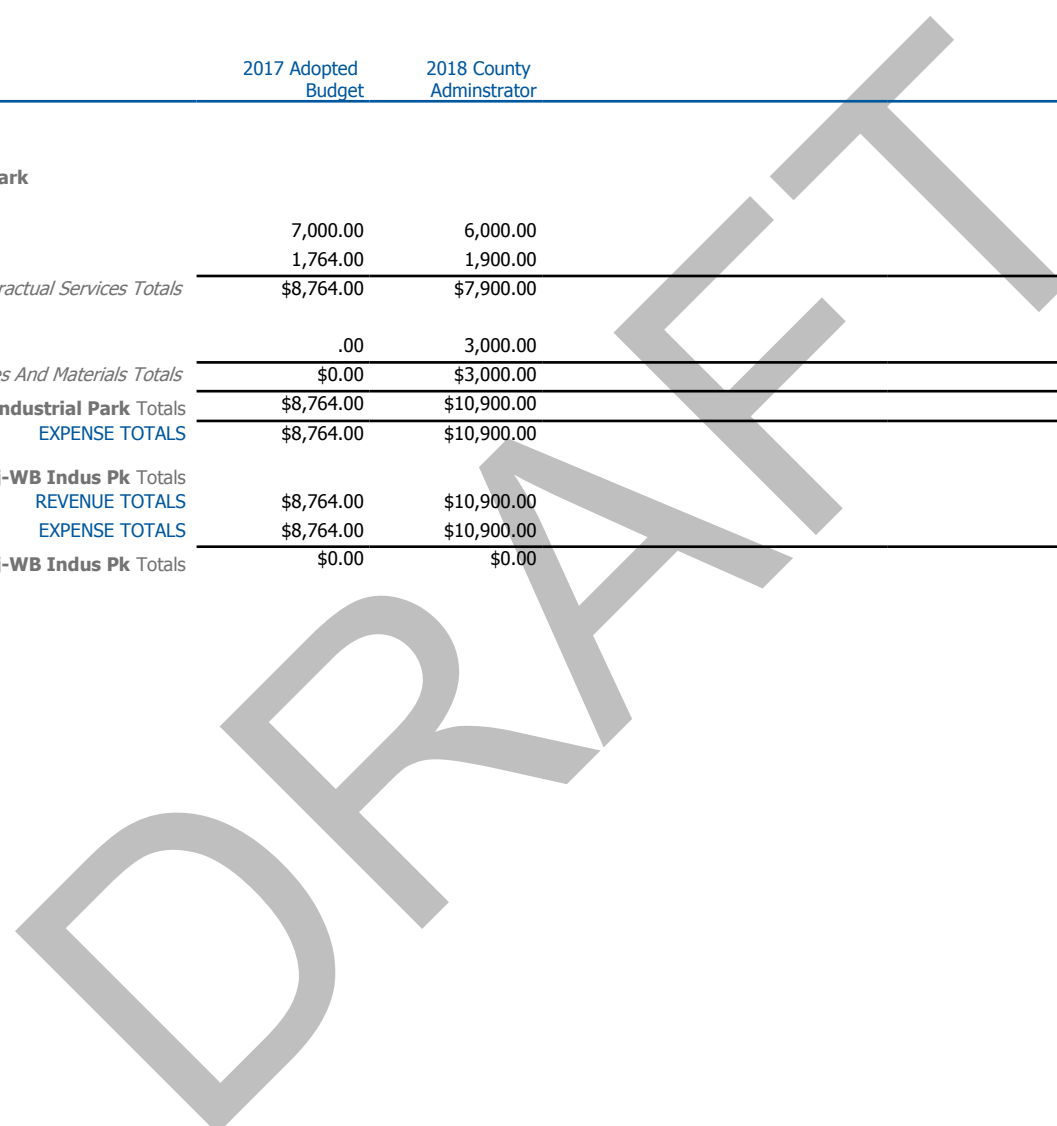 2017 Adopted Budget 2018 County Adminstrator
ark
7,000.00 6,000.00
1,764.00 1,900.00
ractual Services Totals $8,764.00 $7,900.00
.00 3,000.00
es And Materials Totals $0.00 $3,000.00
ndustrial Park Totals $8,764.00 $10,900.00
EXPENSE TOTALS $8,764.00 $10,900.00
j-WB Indus Pk Totals
REVENUE TOTALS $8,764.00 $10,900.00
EXPENSE TOTALS $8,764.00 $10,900.00
j-WB Indus Pk Totals $0.00 $0.00
DRAFT